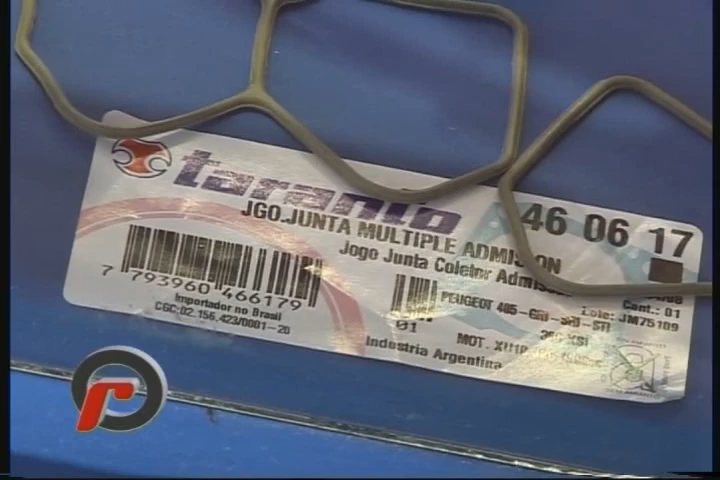 taranto
46 06 17
JGO.JUNTA MULTIPLE ADMISION
Jogo Junta Coletor
7 793960 466179
Importador no Brasil
CGC:02.156.423/0001-20
01
PEUGEOT 405
Cant.: 01
Lote: JM75109
MOT.
Industria Argentina
r